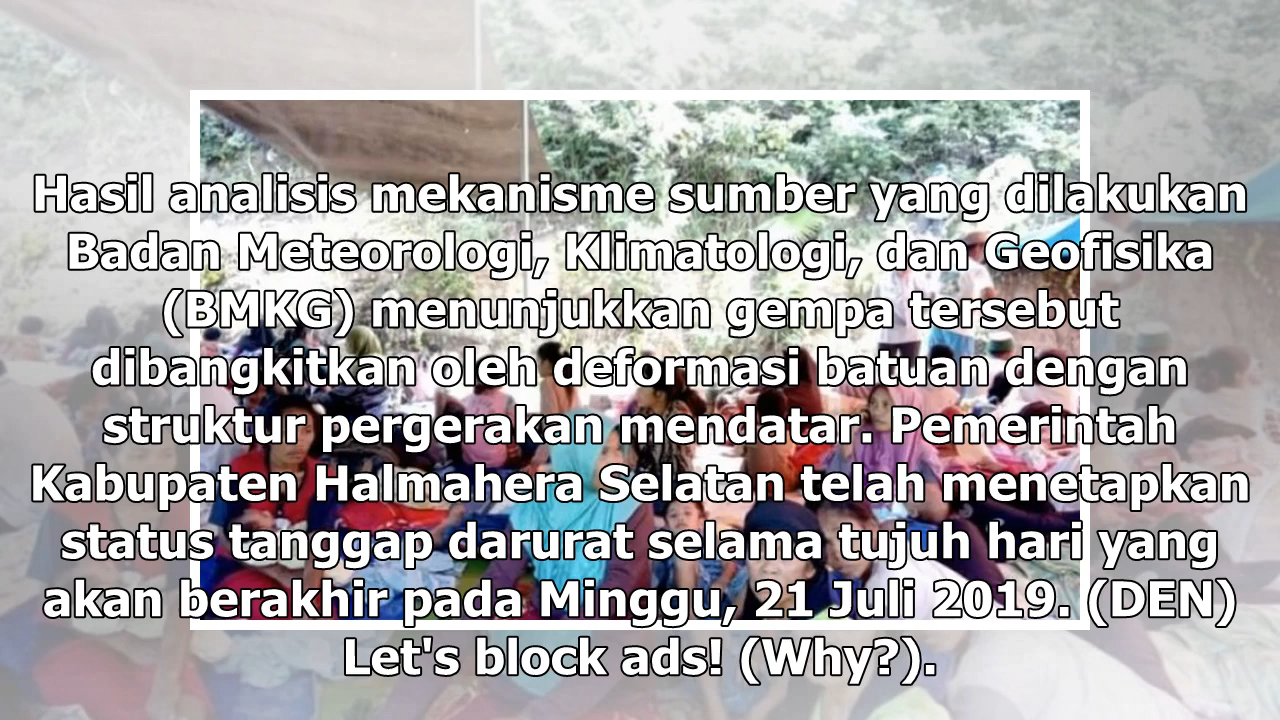 Hasil analisis mekanisme sumber yang dilakukan
Badan Meteorologi, Klimatologi, dan Geofisika
(BMKG) menunjukkan gempa tersebut
dibangkitkan oleh deformasi batuan dengan
struktur pergerakan mendatar. Pemerintah
Kabupaten Halmahera Selatan telah menetapkan
status tanggap darurat selama tujuh hari yang
akan berakhir pada Minggu, 21 Juli 2019. (DEN)
Let's block ads! (Why?).